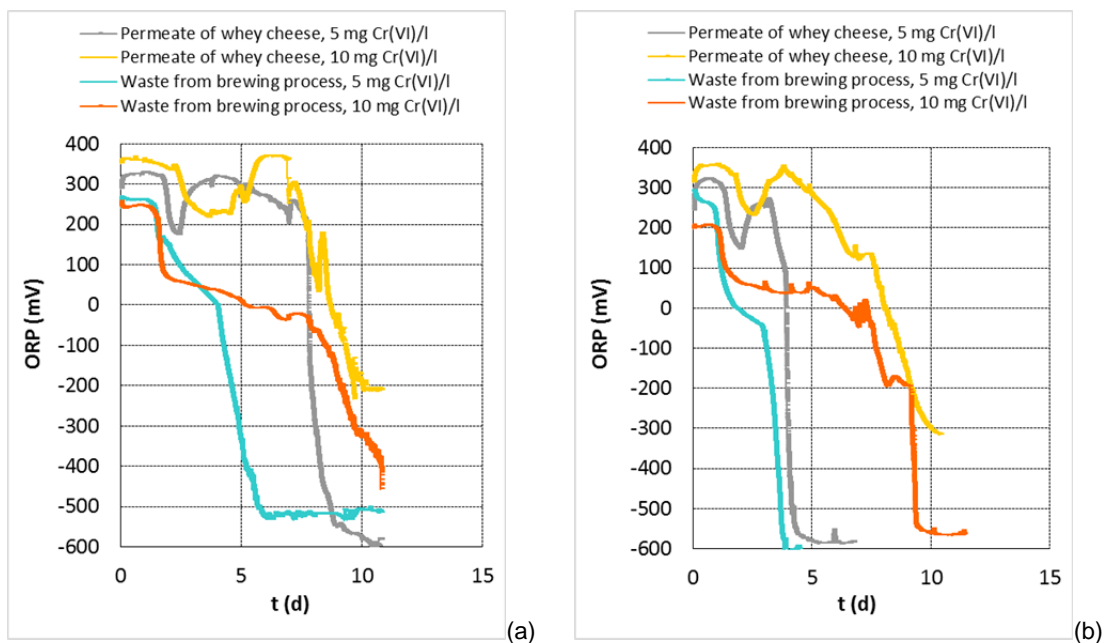 Permeate of whey cheese, 5 mg Cr(VI)/l
Permeate of whey cheese, 10 mg Cr(VI)/l
Waste from brewing process, 5 mg Cr(VI)/l
Waste from brewing process, 10 mg Cr(VI)/l
400
300
200
100
0
-100
-200
-300
-400
-500
-600
ORP (mV)
0 5 10 15
t (d)
(a)
Permeate of whey cheese, 5 mg Cr(VI)/l
Permeate of whey cheese, 10 mg Cr(VI)/l
Waste from brewing process, 5 mg Cr(VI)/l
Waste from brewing process, 10 mg Cr(VI)/l
400
300
200
100
0
-100
-200
-300
-400
-500
-600
ORP (mV)
0 5 10 15
t (d)
(b)